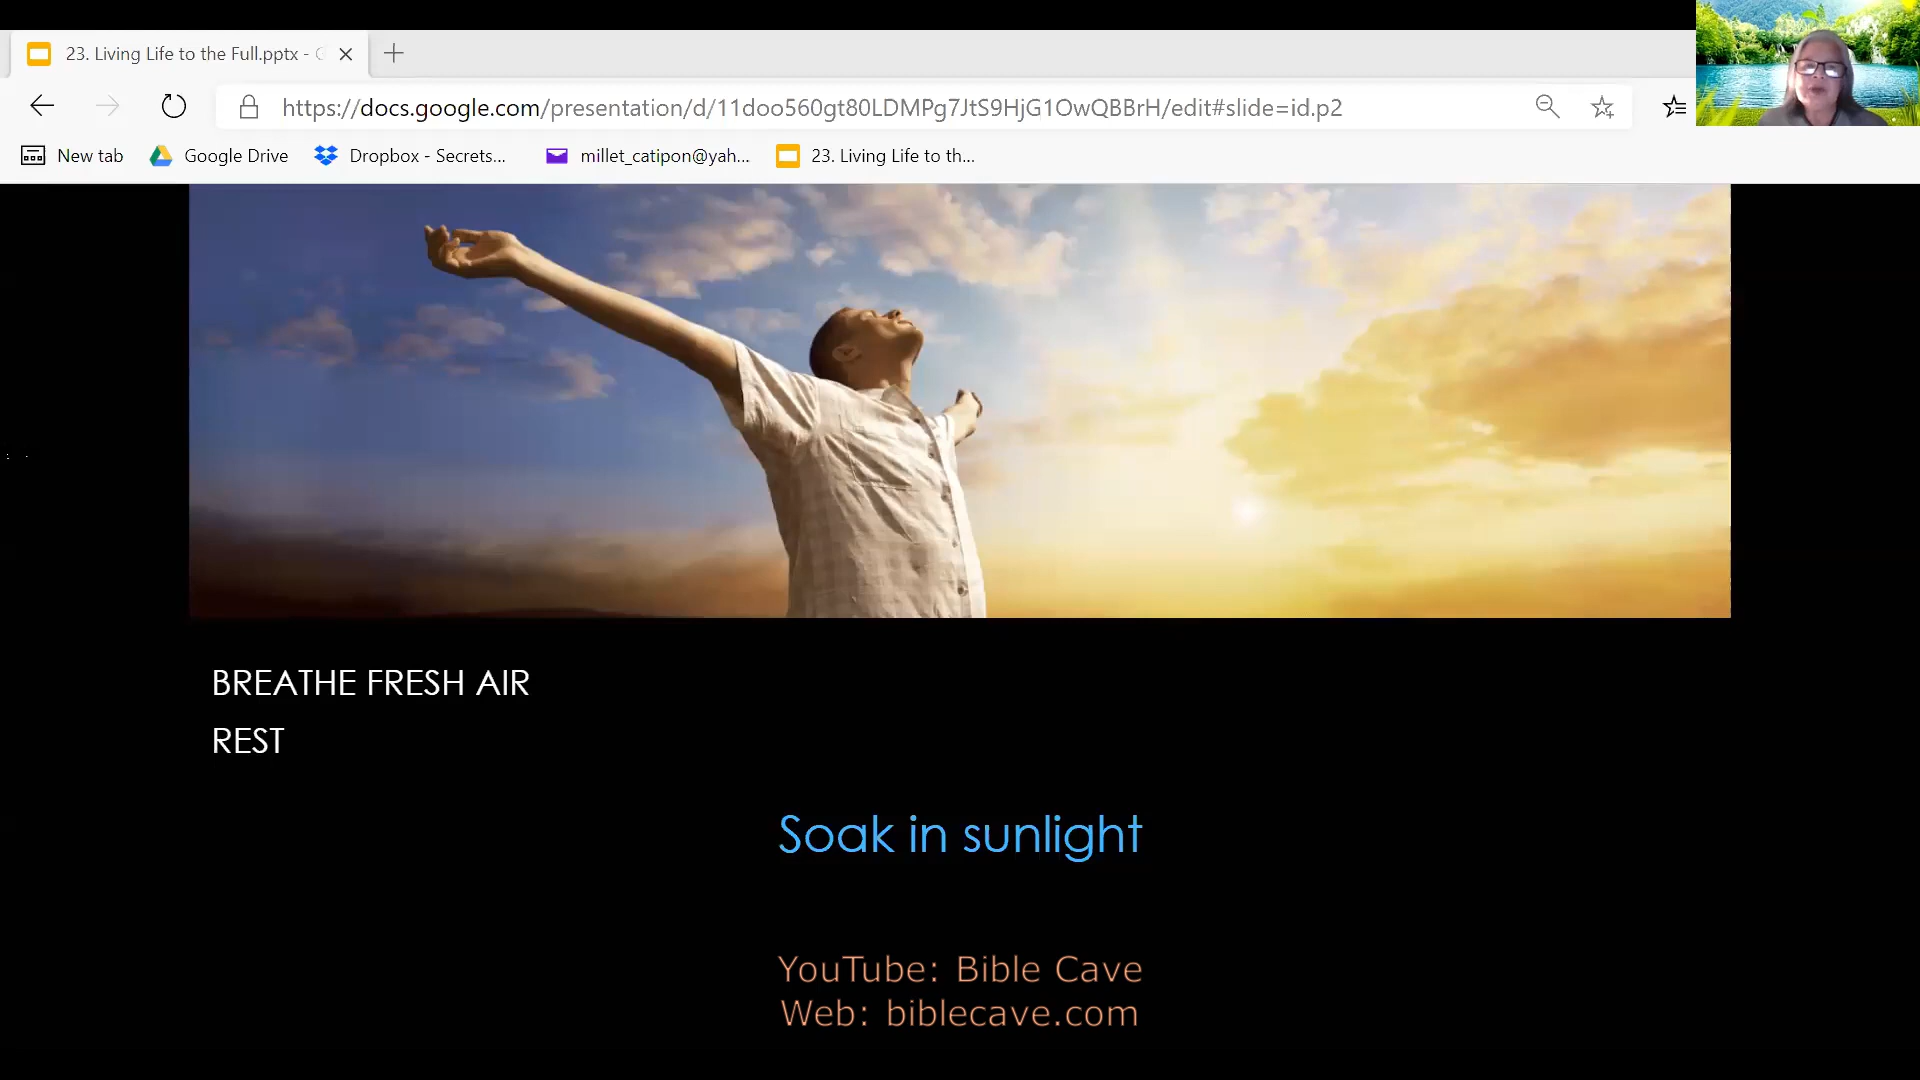 23. Living Life to the Full.pptx - G
https://docs.google.com/presentation/d/11doo560gt80LDMPg7JtS9HjG1OwQBBrH/edit#slide=id.p2
New tab
Google Drive
Dropbox - Secrets...
millet_catipon@yah...
23. Living Life to th...
BREATHE FRESH AIR
REST
Soak in sunlight
YouTube: Bible Cave
Web: biblecave.com